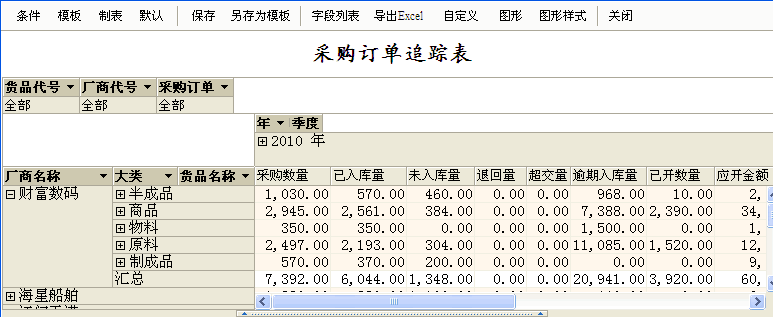 条件 模板 制表 默认 保存 另存为模板 字段列表 导出Excel 自定义 图形 图形样式 关闭
采购订单追踪表
货品代号 厂商代号 采购订单
全部 全部 全部
年 季度
2010 年
厂商名称 大类 货品名称 采购数量 已入库量 未入库量 退回量 超交量 逾期入库量 已开数量 应开金额
财富数码 半成品 1,030.00 570.00 460.00 0.00 0.00 968.00 10.00 2,
商品 2,945.00 2,561.00 384.00 0.00 0.00 7,388.00 2,390.00 34,
物料 350.00 350.00 0.00 0.00 0.00 1,500.00 0.00 1,
原料 2,497.00 2,193.00 304.00 0.00 0.00 11,085.00 1,520.00 12,
制成品 570.00 370.00 200.00 0.00 0.00 0.00 0.00 9,
汇总 7,392.00 6,044.00 1,348.00 0.00 0.00 20,941.00 3,920.00 60,
海星船舶